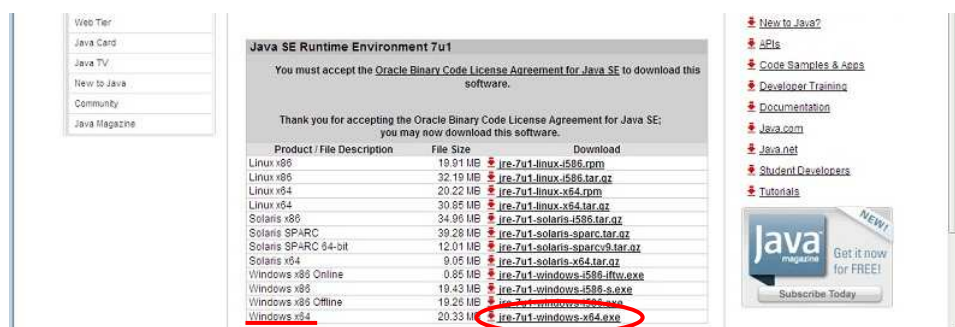 Web Tier
Java Card
Java TV
New to Java
Community
Java Magazine
Java SE Runtime Environment 7u1
You must accept the Oracle Binary Code License Agreement for Java SE to download this
software.
Thank you for accepting the Oracle Binary Code License Agreement for Java SE;
you may now download this software.
Product / File Description File Size Download
Linux x86 19.91 MB jre-7u1-linux-i586.rpm
Linux x86 32.19 MB jre-7u1-linux-i586.tar.gz
Linux x64 20.22 MB jre-7u1-linux-x64.rpm
Linux x64 30.85 MB jre-7u1-linux-x64.tar.gz
Solaris x86 34.96 MB jre-7u1-solaris-i586.tar.gz
Solaris SPARC 39.28 MB jre-7u1-solaris-sparc.tar.gz
Solaris SPARC 64-bit 12.01 MB jre-7u1-solaris-sparcv9.tar.gz
Solaris x64 9.05 MB jre-7u1-solaris-x64.tar.gz
Windows x86 Online 0.85 MB jre-7u1-windows-i586-iftw.exe
Windows x86 19.43 MB jre-7u1-windows-i586-s.exe
Windows x86 Offline 19.26 MB jre-7u1-windows-i586.exe
Windows x64 20.33 MB jre-7u1-windows-x64.exe
New to Java?
APIs
Code Samples & Apps
Developer Training
Documentation
Java.com
Java.net
Student Developers
Tutorials
NEW!
Java
magazine
Get it now
for FREE!
Subscribe Today